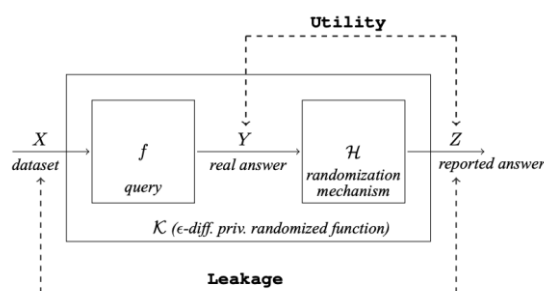 Utility
X
dataset
f
query
Y
real answer
ℋ
randomization
mechanism
Z
reported answer
𝒦 (ϵ-diff. priv. randomized function)
Leakage